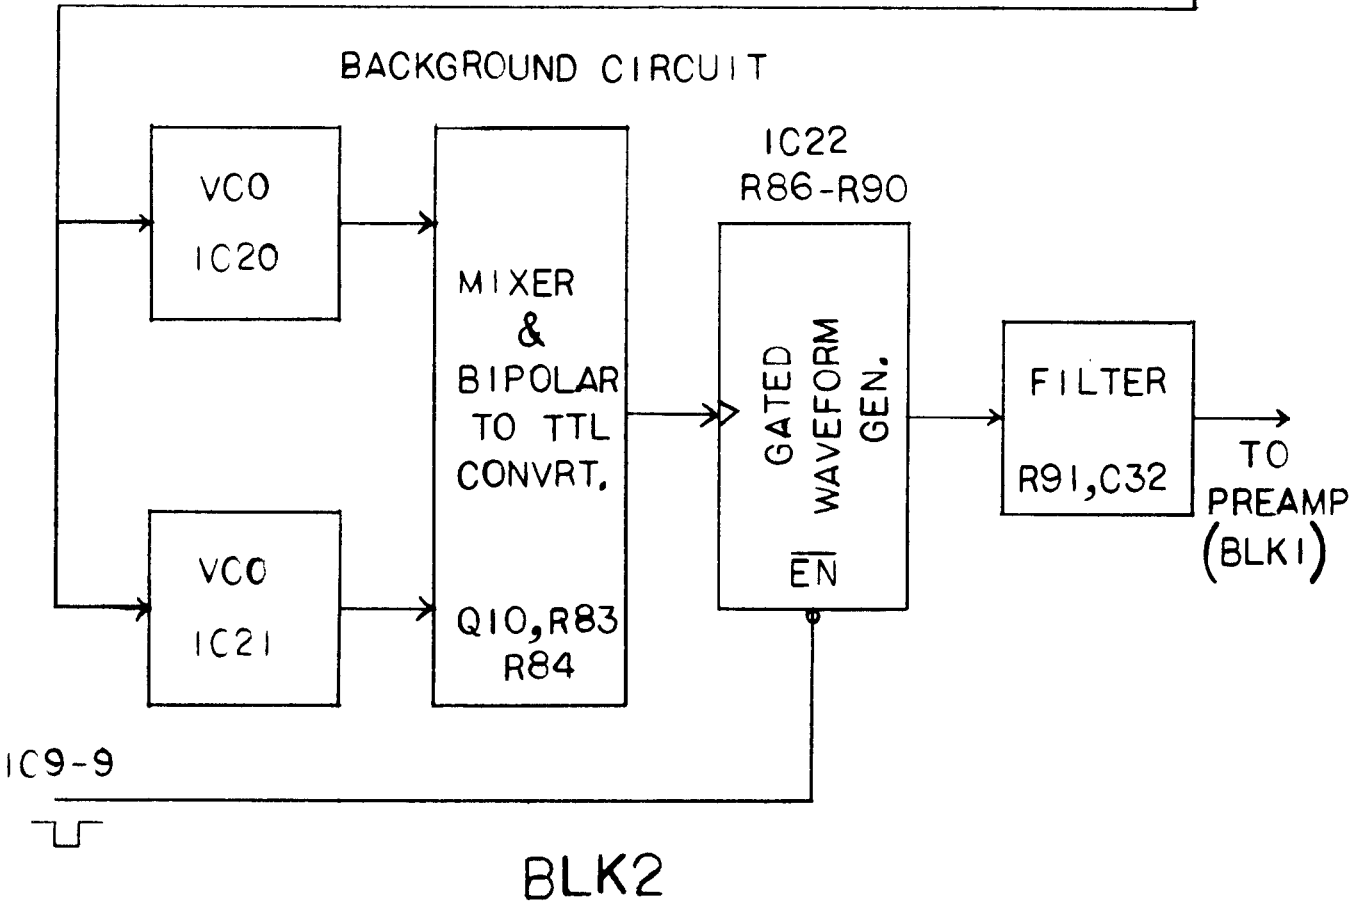 BACKGROUND CIRCUIT
VCO
IC20
MIXER
&
BIPOLAR
TO TTL
CONVRT.
Q10,R83
R84
VCO
IC21
IC22
R86-R90
GATED
WAVEFORM
GEN.
EN
FILTER
R91,C32
TO
PREAMP
(BLK1)
IC9-9
BLK2